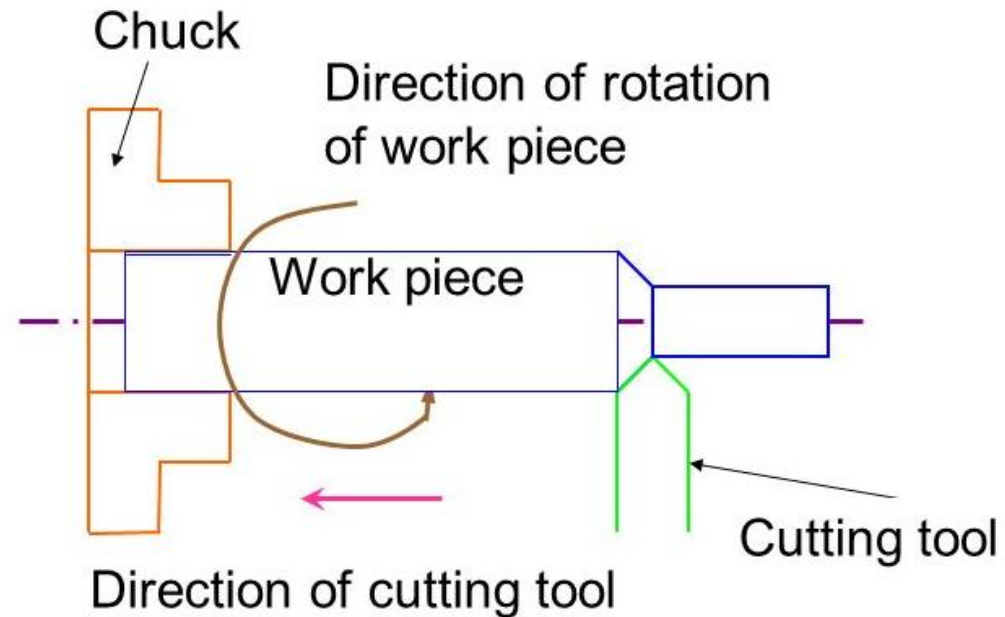 Chuck
Direction of rotation
of work piece
Work piece
Cutting tool
Direction of cutting tool